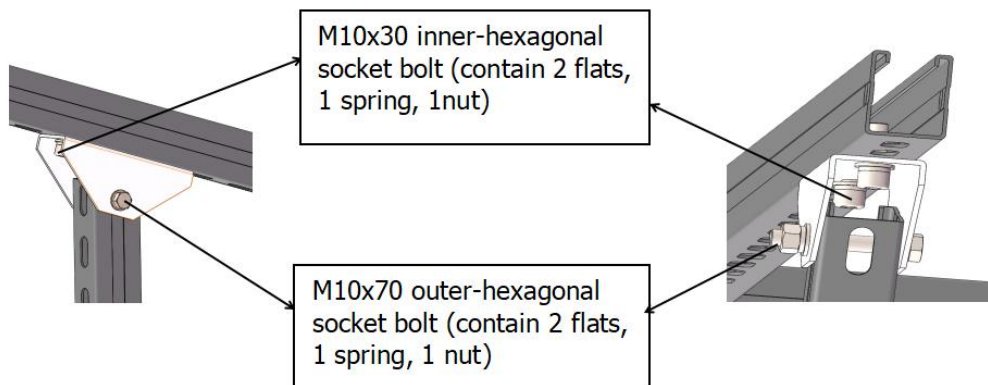 M10x30 inner-hexagonal
socket bolt (contain 2 flats,
1 spring, 1nut)
M10x70 outer-hexagonal
socket bolt (contain 2 flats,
1 spring, 1 nut)